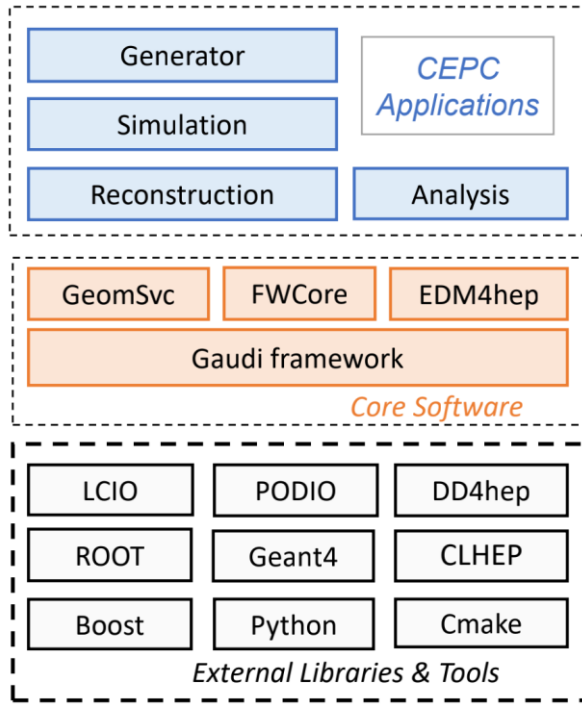 Generator
CEPC
Applications
Simulation
Reconstruction
Analysis
GeomSvc
FWCore
EDM4hep
Gaudi framework
Core Software
LCIO
PODIO
DD4hep
ROOT
Geant4
CLHEP
Boost
Python
Cmake
External Libraries & Tools